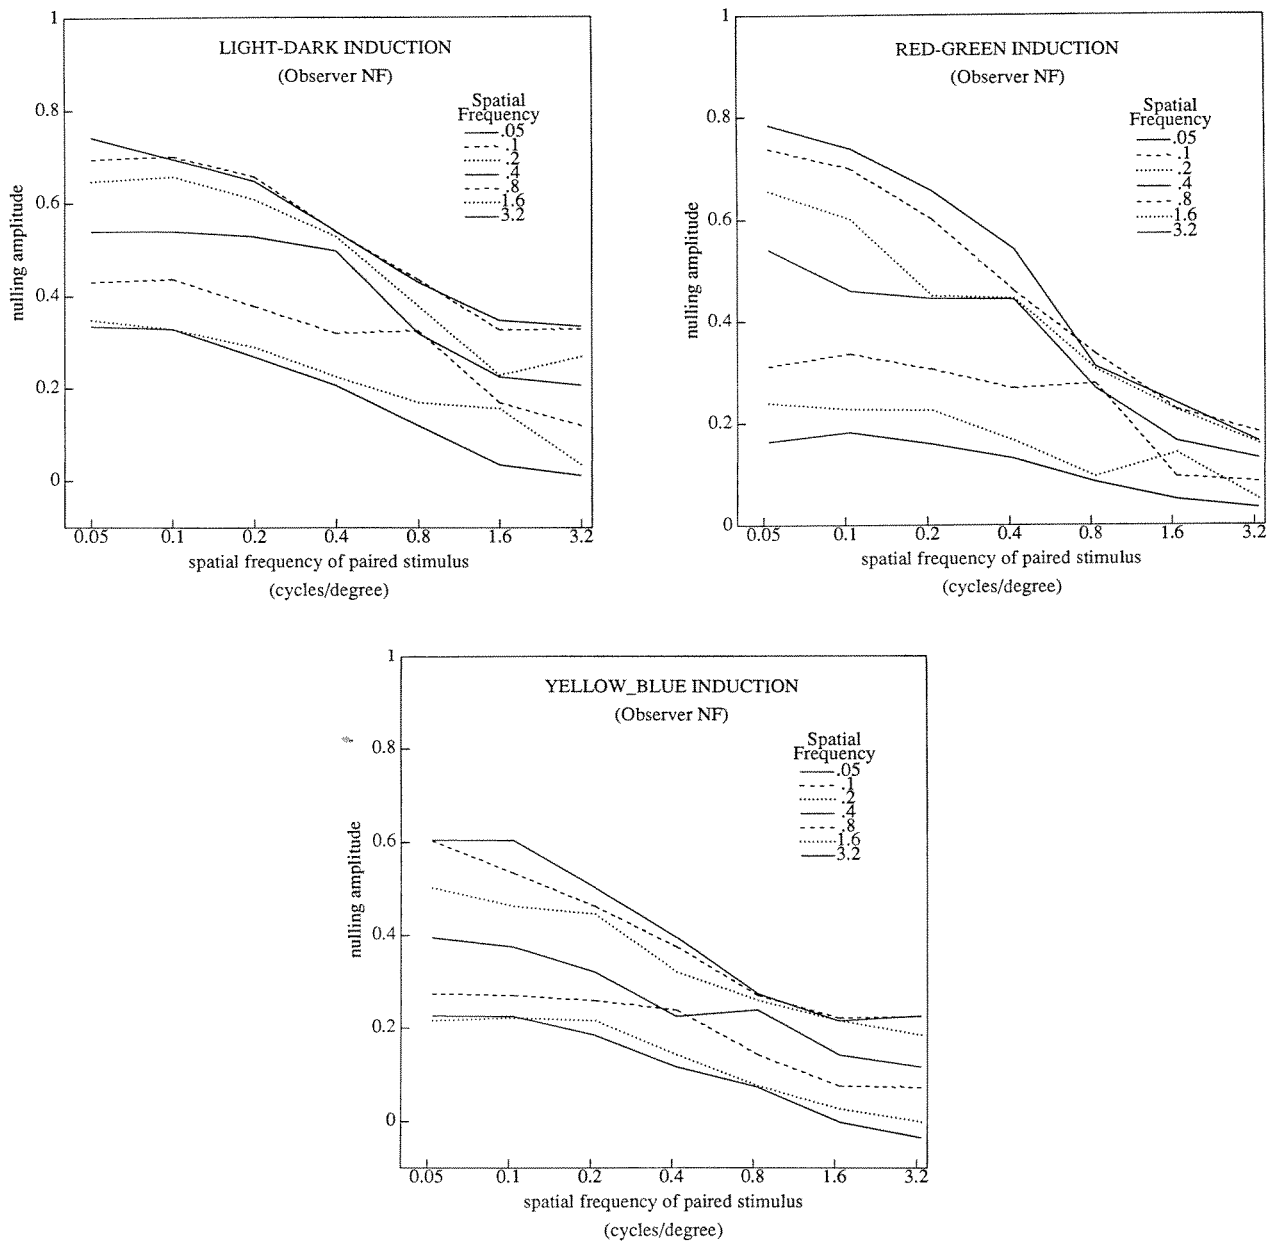 LIGHT-DARK INDUCTION
(Observer NF)
Spatial
Frequency
.05
.1
.2
.4
.8
1.6
3.2
1
0.8
0.6
0.4
0.2
0
nulling amplitude
0.05 0.1 0.2 0.4 0.8 1.6 3.2
spatial frequency of paired stimulus
(cycles/degree)
RED-GREEN INDUCTION
(Observer NF)
Spatial
Frequency
.05
.1
.2
.4
.8
1.6
3.2
1
0.8
0.6
0.4
0.2
0
nulling amplitude
0.05 0.1 0.2 0.4 0.8 1.6 3.2
spatial frequency of paired stimulus
(cycles/degree)
YELLOW_BLUE INDUCTION
(Observer NF)
Spatial
Frequency
.05
.1
.2
.4
.8
1.6
3.2
1
0.8
0.6
0.4
0.2
0
nulling amplitude
0.05 0.1 0.2 0.4 0.8 1.6 3.2
spatial frequency of paired stimulus
(cycles/degree)